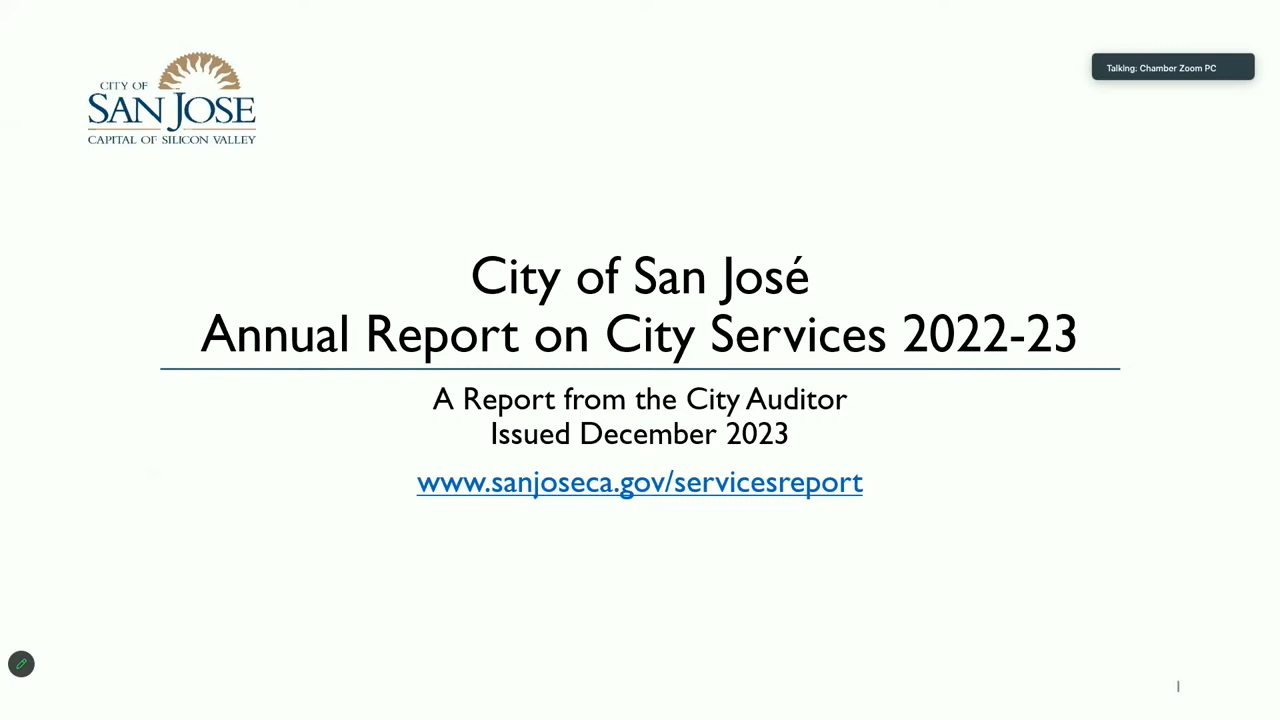 CITY OF
SAN JOSE
CAPITAL OF SILICON VALLEY
Talking: Chamber Zoom PC
City of San José
Annual Report on City Services 2022-23
A Report from the City Auditor
Issued December 2023
www.sanjoseca.gov/servicesreport
1